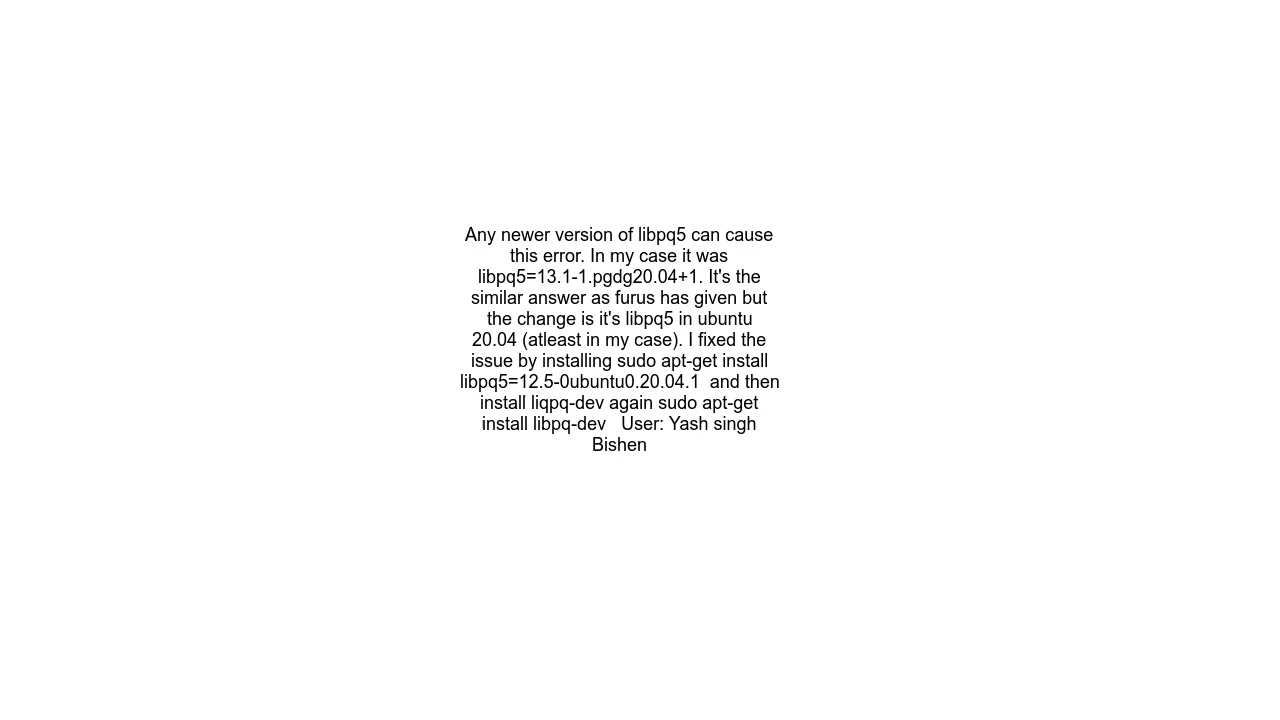 Any newer version of libpq5 can cause
this error. In my case it was
libpq5=13.1-1.pgdg20.04+1. It's the
similar answer as furus has given but
the change is it's libpq5 in ubuntu
20.04 (atleast in my case). I fixed the
issue by installing sudo apt-get install
libpq5=12.5-0ubuntu0.20.04.1  and then
install liqpq-dev again sudo apt-get
install libpq-dev   User: Yash singh
Bishen